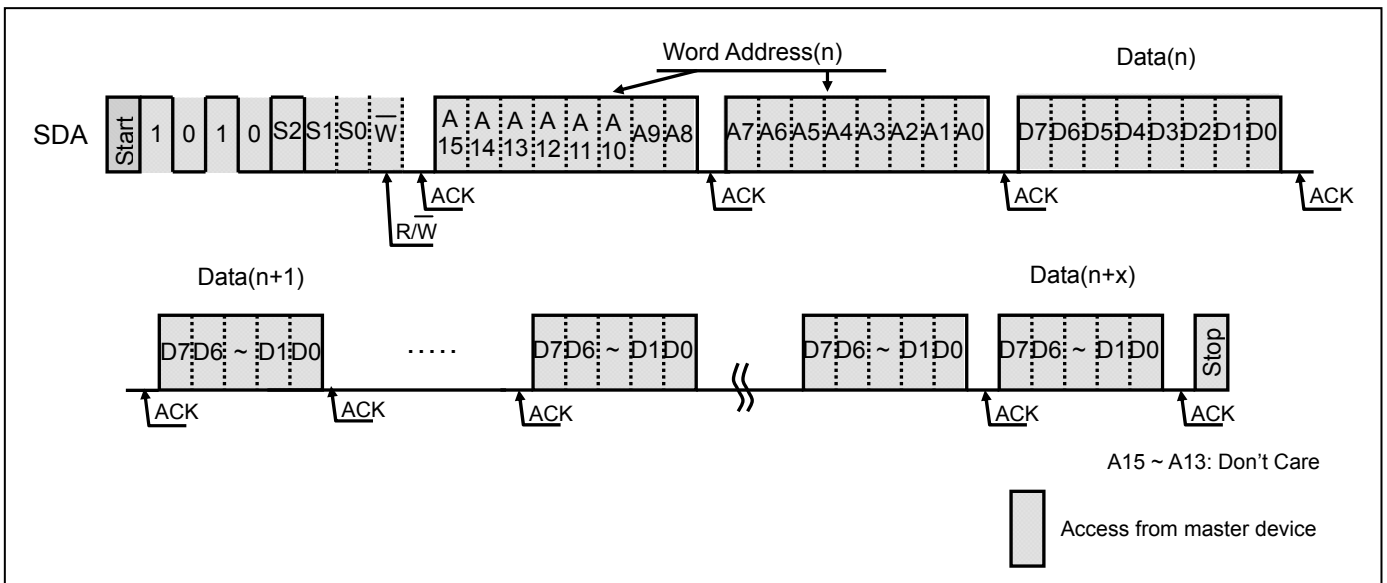 Word Address(n)
Data(n)
SDA
Start 1 0 1 0 S2 S1 S0 W̅ A15 A14 A13 A12 A11 A10 A9 A8 A7 A6 A5 A4 A3 A2 A1 A0 D7 D6 D5 D4 D3 D2 D1 D0
ACK ACK ACK ACK
R/W̅
Data(n+1) Data(n+x)
D7 D6 ~ D1 D0 ····· D7 D6 ~ D1 D0 D7 D6 ~ D1 D0 D7 D6 ~ D1 D0 Stop
ACK ACK ACK ACK ACK
A15 ~ A13: Don't Care
Access from master device